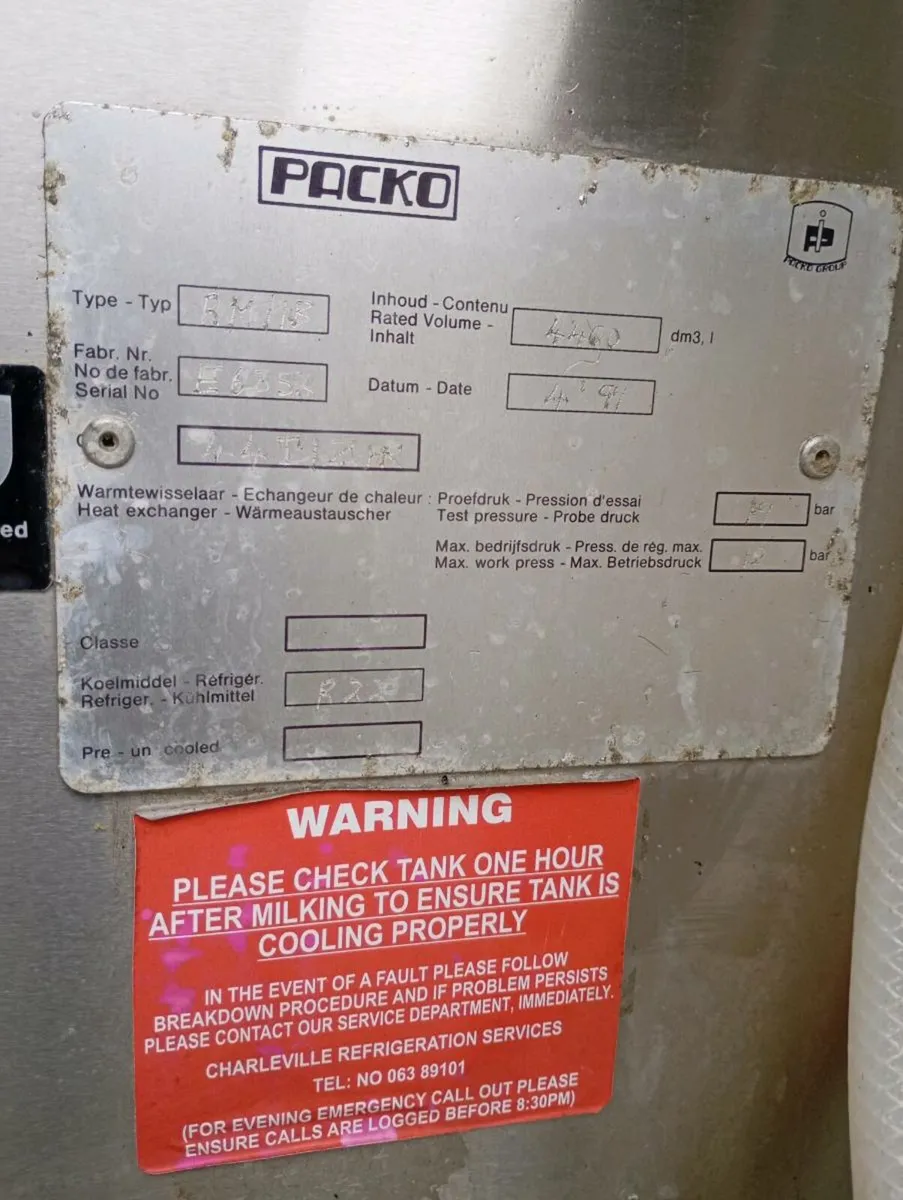 PACKO
PACKO GROUP
Type - Typ
Inhoud - Contenu
Rated Volume -
Inhalt
dm3, l
Fabr. Nr.
No de fabr.
Serial No
Datum - Date
4' 91
Warmtewisselaar - Echangeur de chaleur : Proefdruk - Pression d'essai
Heat exchanger - Wärmeaustauscher Test pressure - Probe druck
bar
Max. bedrijfsdruk - Press. de rég. max.
Max. work press - Max. Betriebsdruck
bar
Classe
Koelmiddel - Réfrigér.
Refriger. - Kühlmittel
Pre - un cooled
ed
WARNING
PLEASE CHECK TANK ONE HOUR
AFTER MILKING TO ENSURE TANK IS
COOLING PROPERLY
IN THE EVENT OF A FAULT PLEASE FOLLOW
BREAKDOWN PROCEDURE AND IF PROBLEM PERSISTS
PLEASE CONTACT OUR SERVICE DEPARTMENT, IMMEDIATELY.
CHARLEVILLE REFRIGERATION SERVICES
TEL: NO 063 89101
(FOR EVENING EMERGENCY CALL OUT PLEASE
ENSURE CALLS ARE LOGGED BEFORE 8:30PM)